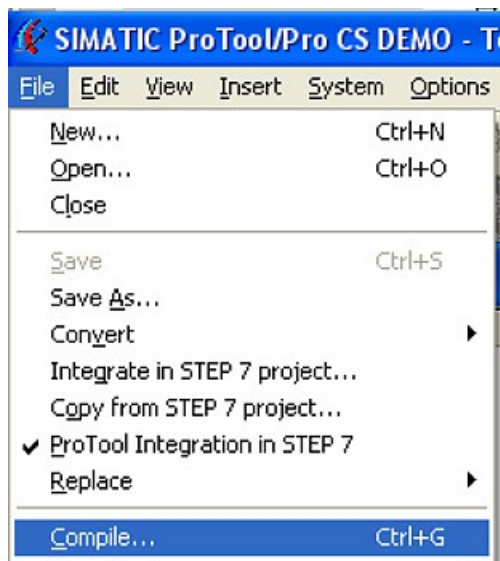 SIMATIC ProTool/Pro CS DEMO -
File Edit View Insert System Options
New... Ctrl+N
Open... Ctrl+O
Close
Save Ctrl+S
Save As...
Convert
Integrate in STEP 7 project...
Copy from STEP 7 project...
ProTool Integration in STEP 7
Replace
Compile... Ctrl+G